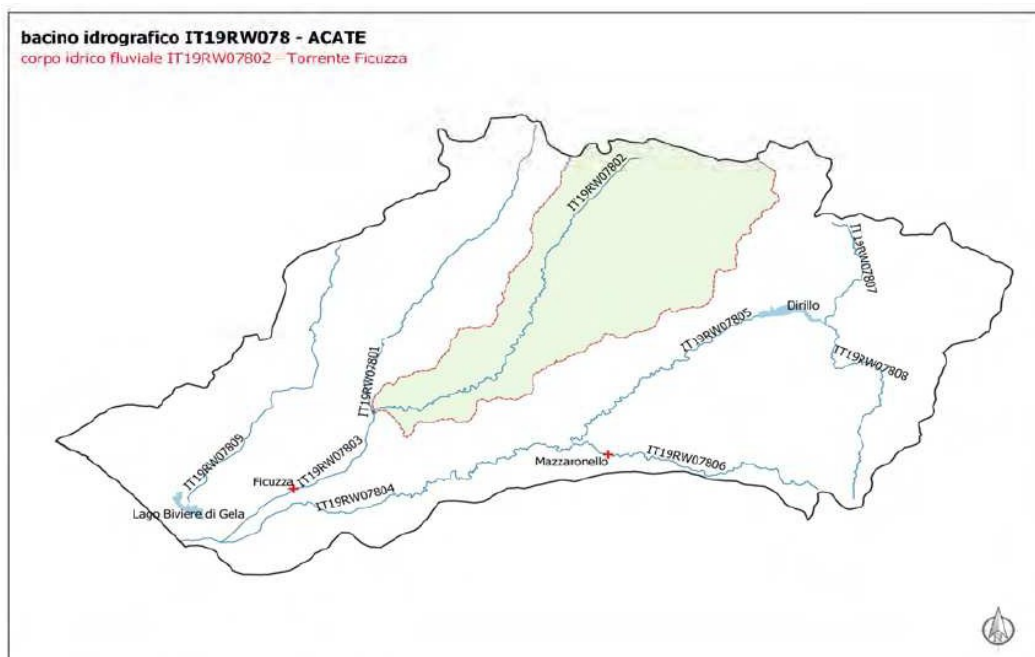 bacino idrografico IT19RW078 - ACATE
corpo idrico fluviale IT19RW07802 - Torrente Ficuzza
IT19RW07802
IT19RW07807
Dirillo
IT19RW07805
IT19RW07808
IT19RW07801
IT19RW07809
IT19RW07803
Mazzaronello
IT19RW07806
Ficuzza
IT19RW07804
Lago Biviere di Gela